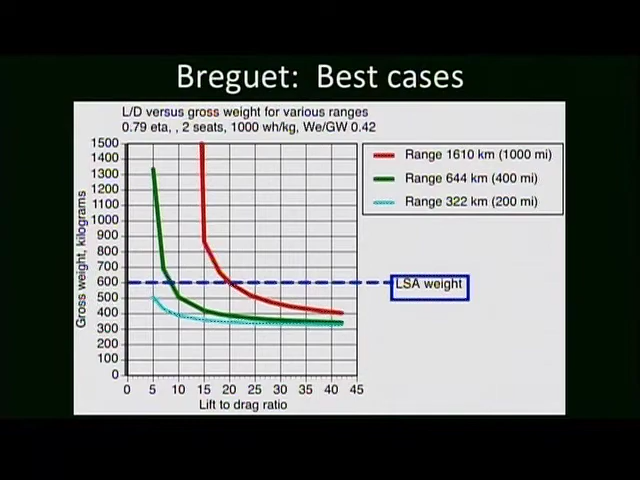 Breguet: Best cases
L/D versus gross weight for various ranges
0.79 eta, , 2 seats, 1000 wh/kg, We/GW 0.42
Gross weight, kilograms
1500
1400
1300
1200
1100
1000
900
800
700
600
500
400
300
200
100
0
0 5 10 15 20 25 30 35 40 45
Lift to drag ratio
Range 1610 km (1000 mi)
Range 644 km (400 mi)
Range 322 km (200 mi)
LSA weight